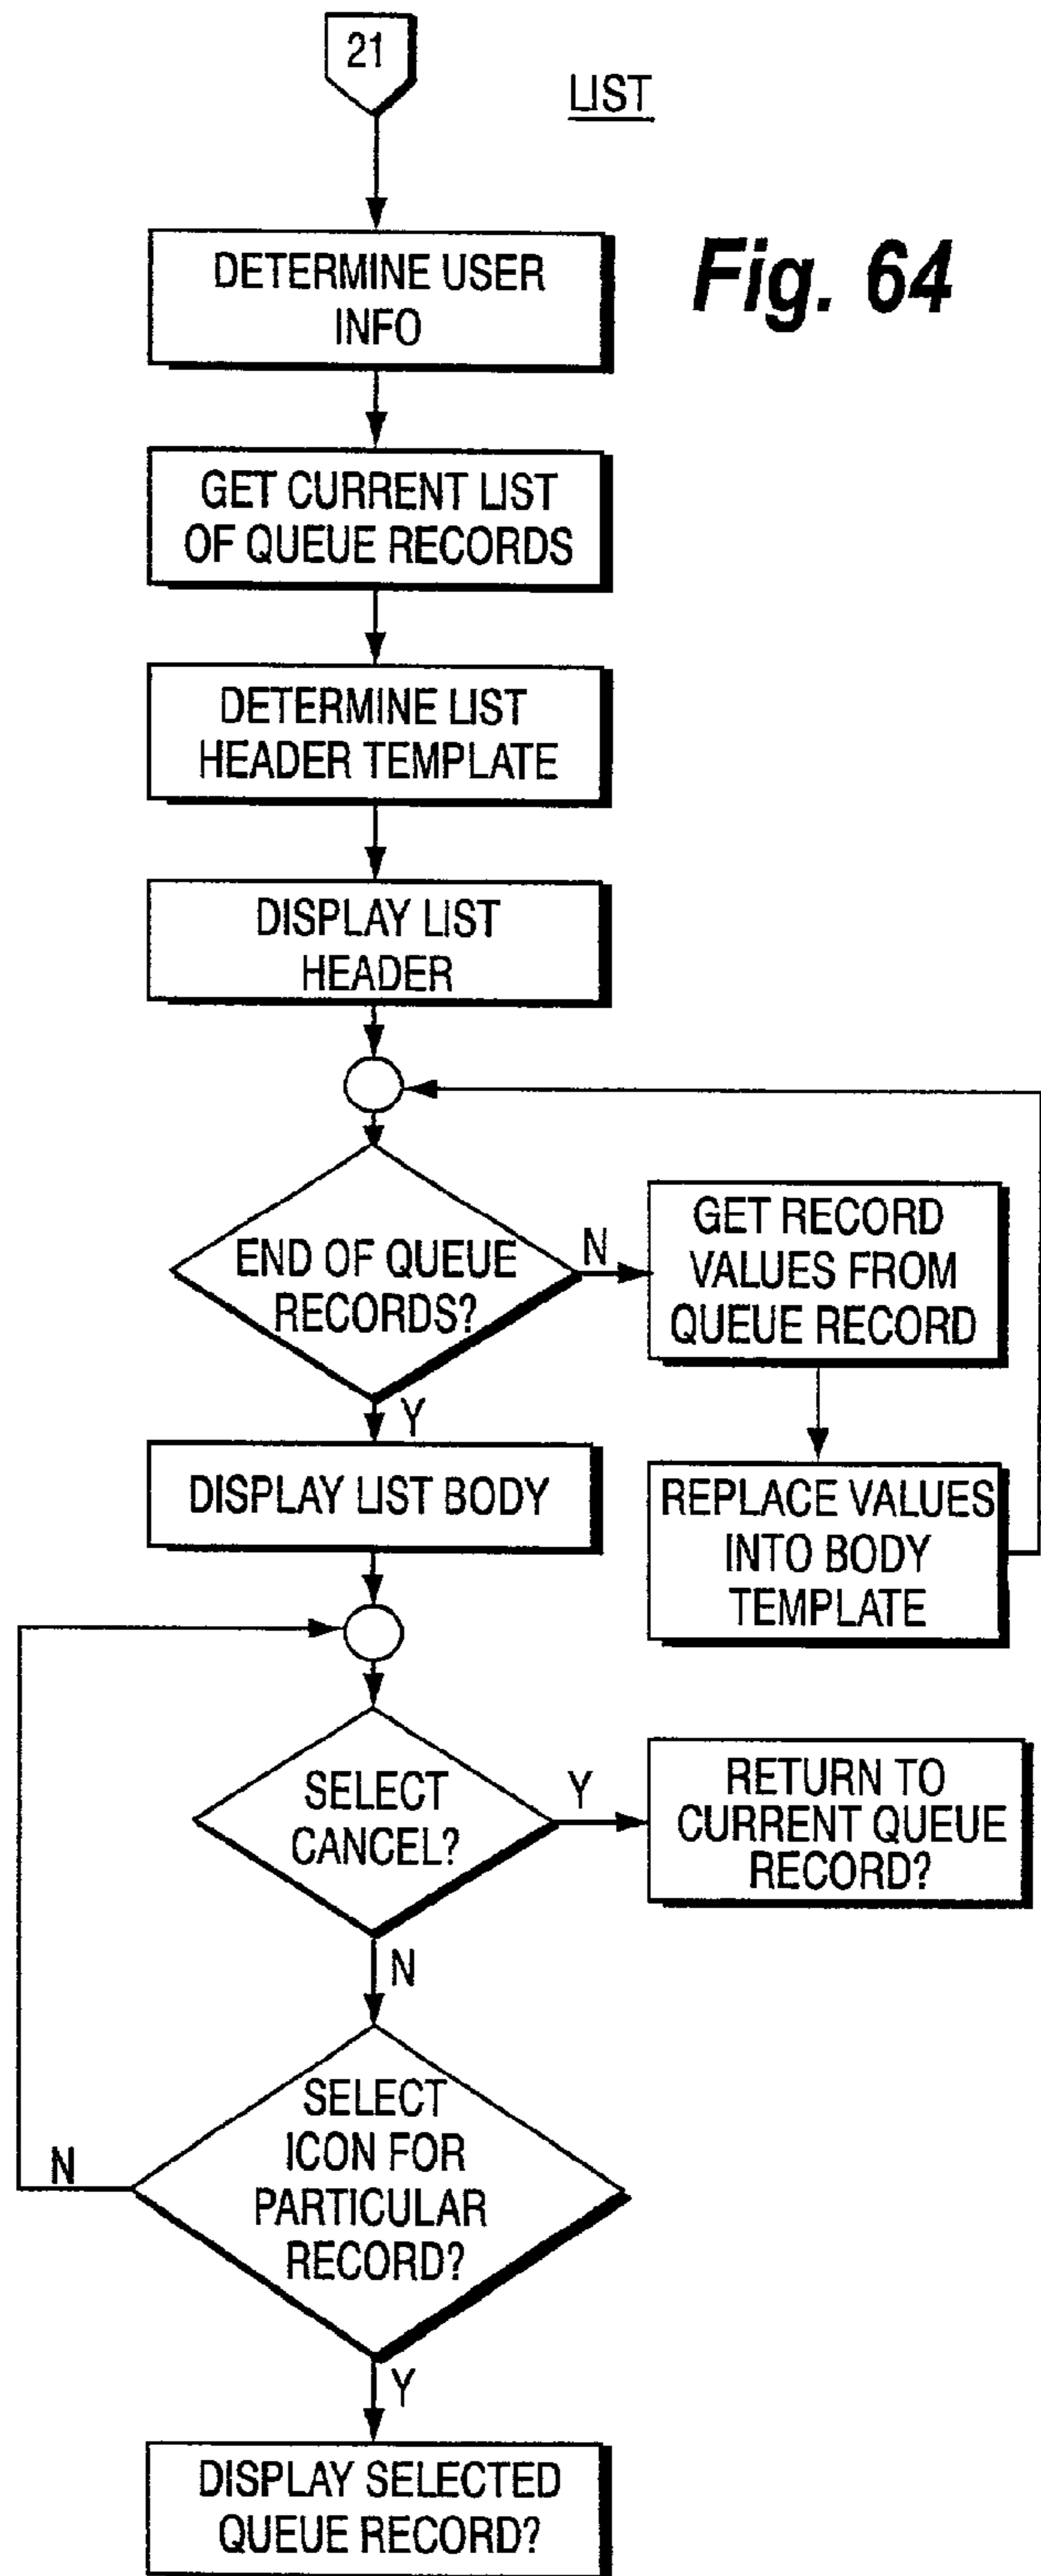 21
LIST
Fig. 64
DETERMINE USER
INFO
GET CURRENT LIST
OF QUEUE RECORDS
DETERMINE LIST
HEADER TEMPLATE
DISPLAY LIST
HEADER
END OF QUEUE
RECORDS?
N
GET RECORD
VALUES FROM
QUEUE RECORD
Y
DISPLAY LIST BODY
REPLACE VALUES
INTO BODY
TEMPLATE
SELECT
CANCEL?
Y
RETURN TO
CURRENT QUEUE
RECORD?
N
SELECT
ICON FOR
PARTICULAR
RECORD?
N
Y
DISPLAY SELECTED
QUEUE RECORD?